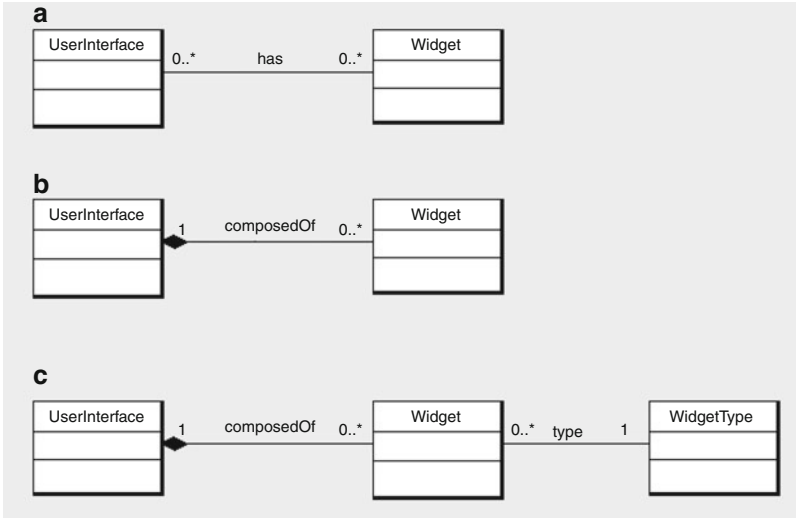 a
UserInterface
0..*
has
0..*
Widget
b
UserInterface
1
composedOf
0..*
Widget
c
UserInterface
1
composedOf
0..*
Widget
0..*
type
1
WidgetType